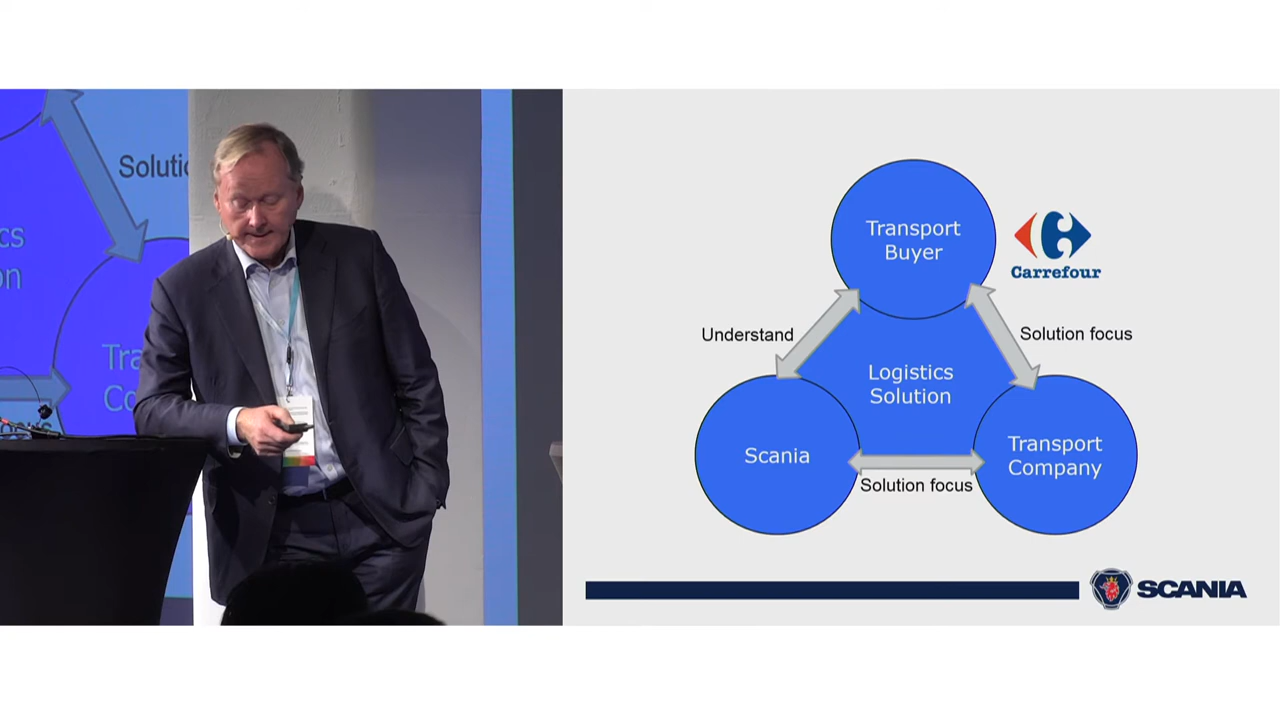 Solutio
cs
on
Tra
Co
Transport
Buyer
Carrefour
Understand
Solution focus
Logistics
Solution
Scania
Transport
Company
Solution focus
SCANIA